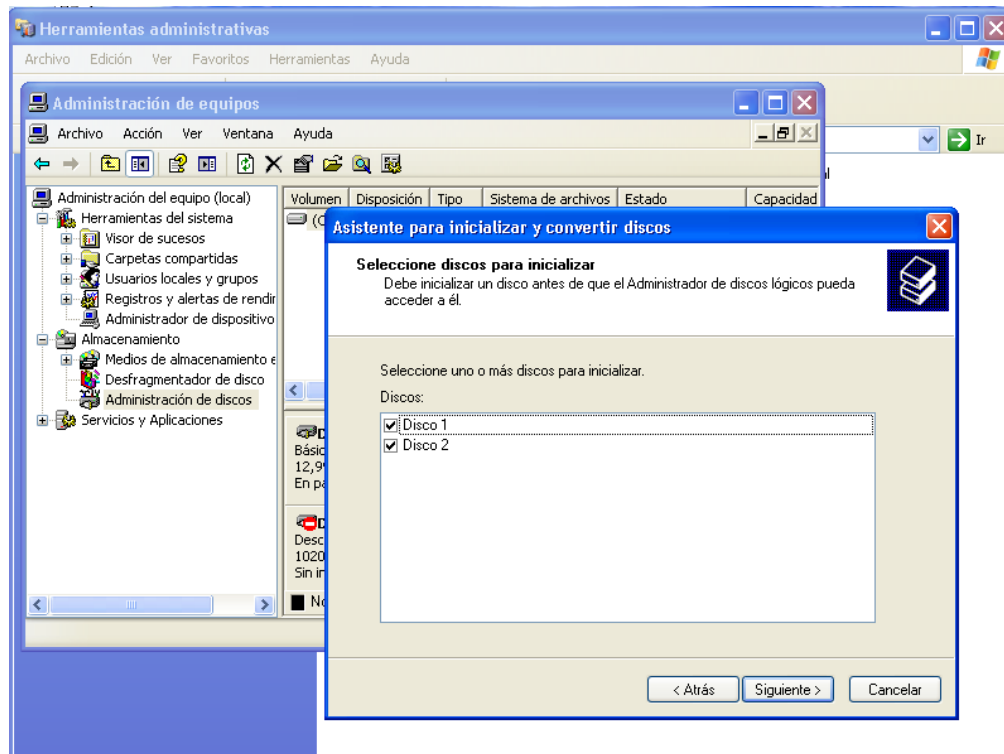 Herramientas administrativas
Archivo Edición Ver Favoritos Herramientas Ayuda
Administración de equipos
Archivo Acción Ver Ventana Ayuda
Ir
Administración del equipo (local)
Herramientas del sistema
Visor de sucesos
Carpetas compartidas
Usuarios locales y grupos
Registros y alertas de rendir
Administrador de dispositivo
Almacenamiento
Medios de almacenamiento e
Desfragmentador de disco
Administración de discos
Servicios y Aplicaciones
Volumen Disposición Tipo Sistema de archivos Estado Capacidad
(C
Asistente para inicializar y convertir discos
Seleccione discos para inicializar
Debe inicializar un disco antes de que el Administrador de discos lógicos pueda
acceder a él.
Seleccione uno o más discos para inicializar.
Discos:
Disco 1
Disco 2
Básic
12,9
En pa
Desc
1020
Sin in
No
< Atrás Siguiente > Cancelar